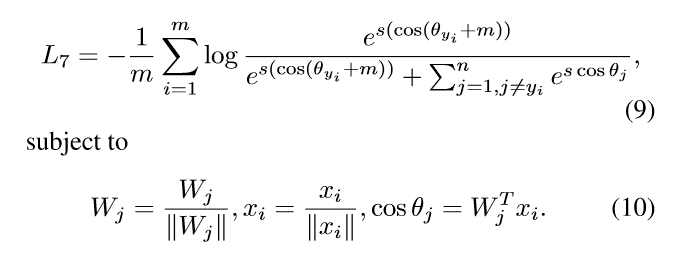 L_7 = -\frac{1}{m} \sum_{i=1}^{m} \log \frac{e^{s(\cos(\theta_{y_i}+m))}}{e^{s(\cos(\theta_{y_i}+m))} + \sum_{j=1,j\neq y_i}^{n} e^{s \cos \theta_j}},
(9)
subject to
W_j = \frac{W_j}{\|W_j\|}, x_i = \frac{x_i}{\|x_i\|}, \cos \theta_j = W_j^T x_i. (10)